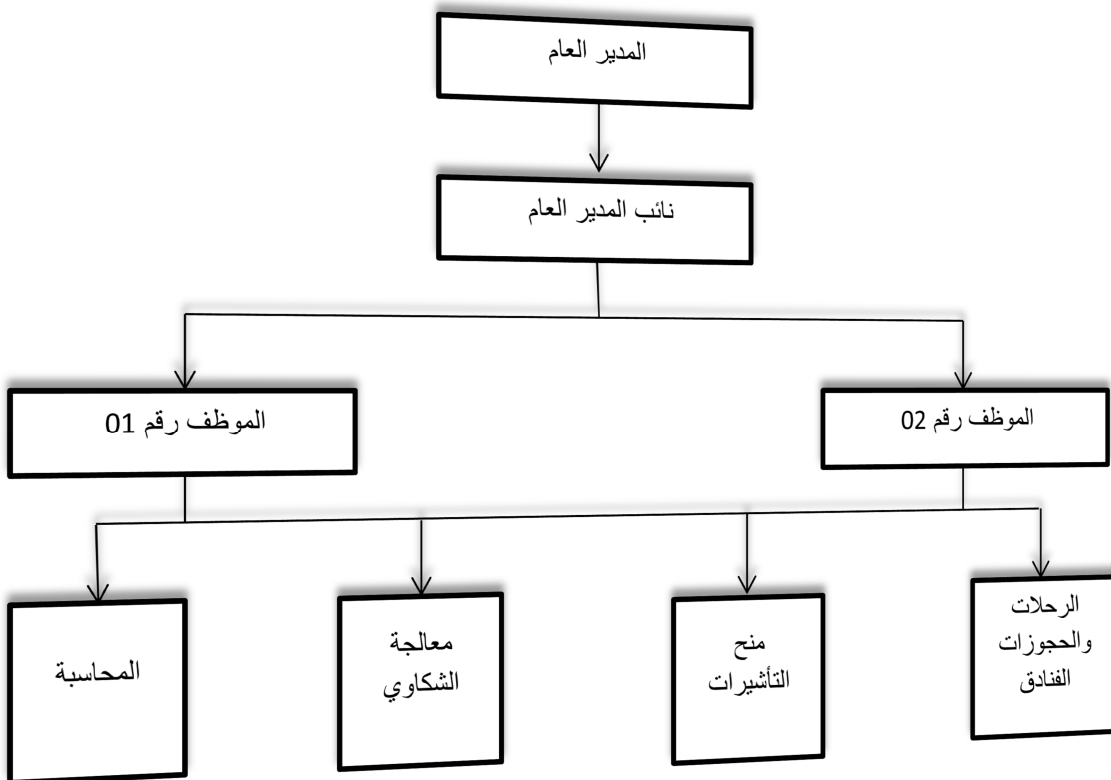 المدير العام
نائب المدير العام
الموظف رقم 02
الموظف رقم 01
الرحلات
والحجوزات
الفنادق
منح
التأشيرات
معالجة
الشكاوي
المحاسبة